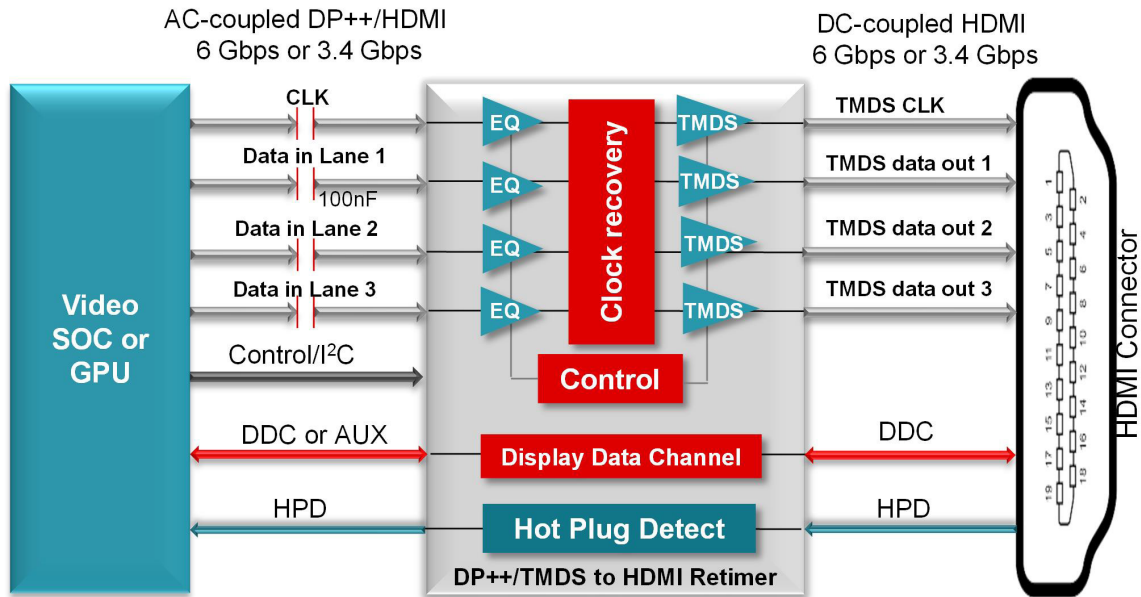 AC-coupled DP++/HDMI
6 Gbps or 3.4 Gbps
DC-coupled HDMI
6 Gbps or 3.4 Gbps
CLK
Data in Lane 1
100nF
Data in Lane 2
Data in Lane 3
Control/I²C
DDC or AUX
HPD
Video
SOC or
GPU
EQ
EQ
EQ
EQ
Clock recovery
TMDS
TMDS
TMDS
TMDS
Control
Display Data Channel
Hot Plug Detect
DP++/TMDS to HDMI Retimer
TMDS CLK
TMDS data out 1
TMDS data out 2
TMDS data out 3
DDC
HPD
1
2
3
4
5
6
7
8
9
10
11
12
13
14
15
16
17
18
19
HDMI Connector